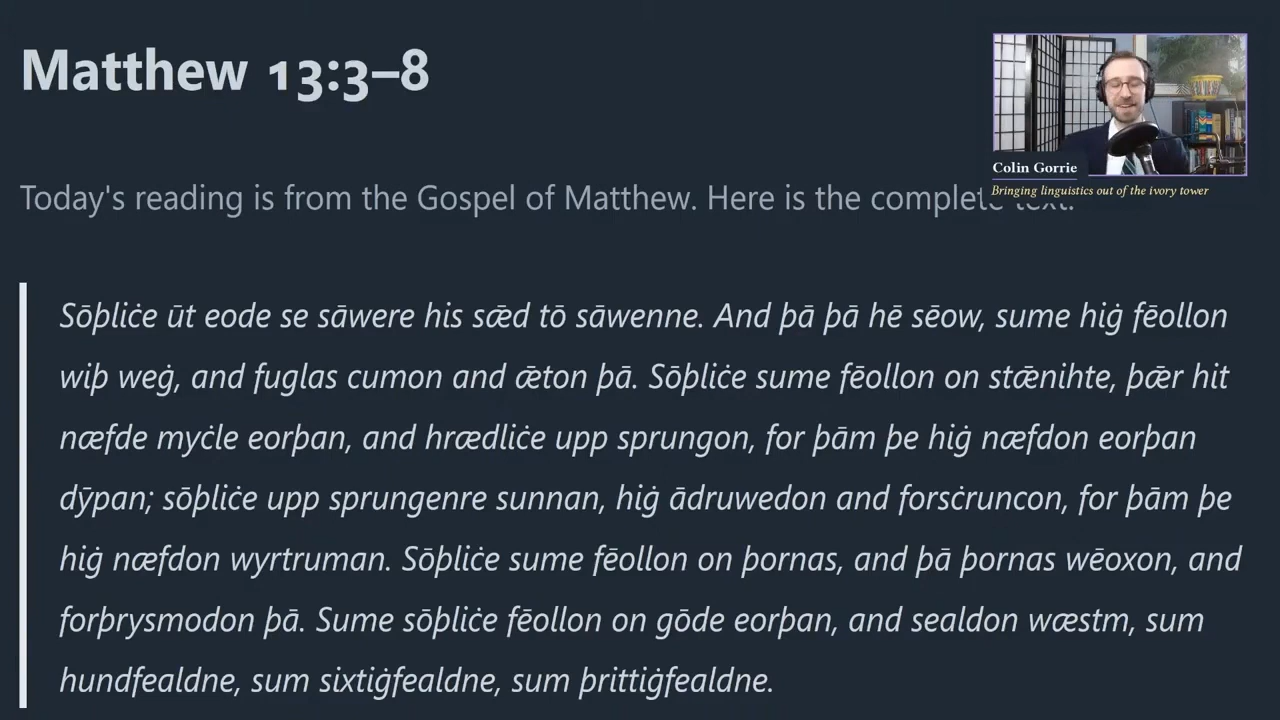 Matthew 13:3–8
Colin Gorrie
Bringing linguistics out of the ivory tower
Today's reading is from the Gospel of Matthew. Here is the complete text.
Sōþliċe ūt eode se sāwere his sǣd tō sāwenne. And þā þā hē sēow, sume hiġ fēollon
wiþ weġ, and fuglas cumon and ǣton þā. Sōþliċe sume fēollon on stǣnihte, þǣr hit
næfde myċle eorþan, and hrædliċe upp sprungon, for þām þe hiġ næfdon eorþan
dȳpan; sōþliċe upp sprungenre sunnan, hiġ ādruwedon and forsċruncon, for þām þe
hiġ næfdon wyrtruman. Sōþliċe sume fēollon on þornas, and þā þornas wēoxon, and
forþrysmodon þā. Sume sōþliċe fēollon on gōde eorþan, and sealdon wæstm, sum
hundfealdne, sum sixtiġfealdne, sum þrittiġfealdne.